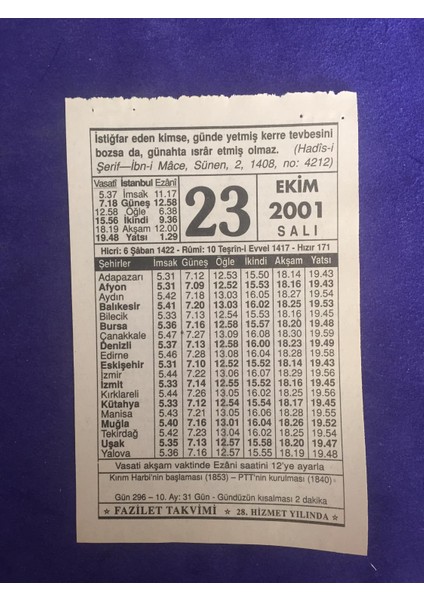 İstiğfar eden kimse, günde yetmiş kerre tevbesini
bozsa da, günahta ısrâr etmiş olmaz. (Hadîs-i
Şerif—İbn-i Mâce, Sünen, 2, 1408, no: 4212)
Vasatî İstanbul Ezânî
5.37 İmsak 11.17
7.18 Güneş 12.58
12.58 Öğle 6.38
15.56 İkindi 9.36
18.19 Akşam 12.00
19.48 Yatsı 1.29
23
EKİM
2001
SALI
Hicrî: 6 Şâban 1422 - Rûmî: 10 Teşrîn-i Evvel 1417 - Hızır 171
Şehirler İmsak Güneş Öğle İkindi Akşam Yatsı
Adapazarı 5.31 7.12 12.53 15.50 18.14 19.43
Afyon 5.31 7.09 12.52 15.53 18.16 19.43
Aydın 5.42 7.18 13.03 16.05 18.27 19.54
Balıkesir 5.41 7.20 13.03 16.02 18.25 19.53
Bilecik 5.33 7.13 12.54 15.53 18.16 19.45
Bursa 5.36 7.16 12.58 15.57 18.20 19.48
Çanakkale 5.47 7.27 13.09 16.08 18.30 19.59
Denizli 5.37 7.13 12.58 16.00 18.23 19.49
Edirne 5.46 7.28 13.08 16.04 18.28 19.58
Eskişehir 5.31 7.10 12.52 15.52 18.14 19.43
İzmir 5.44 7.22 13.06 16.07 18.29 19.56
İzmit 5.33 7.14 12.55 15.52 18.16 19.45
Kırklareli 5.44 7.26 13.05 16.02 18.25 19.55
Kütahya 5.33 7.12 12.54 15.54 18.17 19.45
Manisa 5.43 7.21 13.05 16.06 18.28 19.55
Muğla 5.40 7.16 13.01 16.04 18.26 19.52
Tekirdağ 5.42 7.23 13.04 16.02 18.25 19.54
Uşak 5.35 7.13 12.57 15.58 18.20 19.47
Yalova 5.36 7.16 12.57 15.55 18.19 19.48
Vasati akşam vaktinde Ezâni saatini 12'ye ayarla
Kırım Harbi'nin başlaması (1853) – PTT'nin kurulması (1840)
Gün 296 – 10. Ay: 31 Gün - Gündüzün kısalması 2 dakika
★ FAZİLET TAKVİMİ ★ 28. HİZMET YILINDA ★